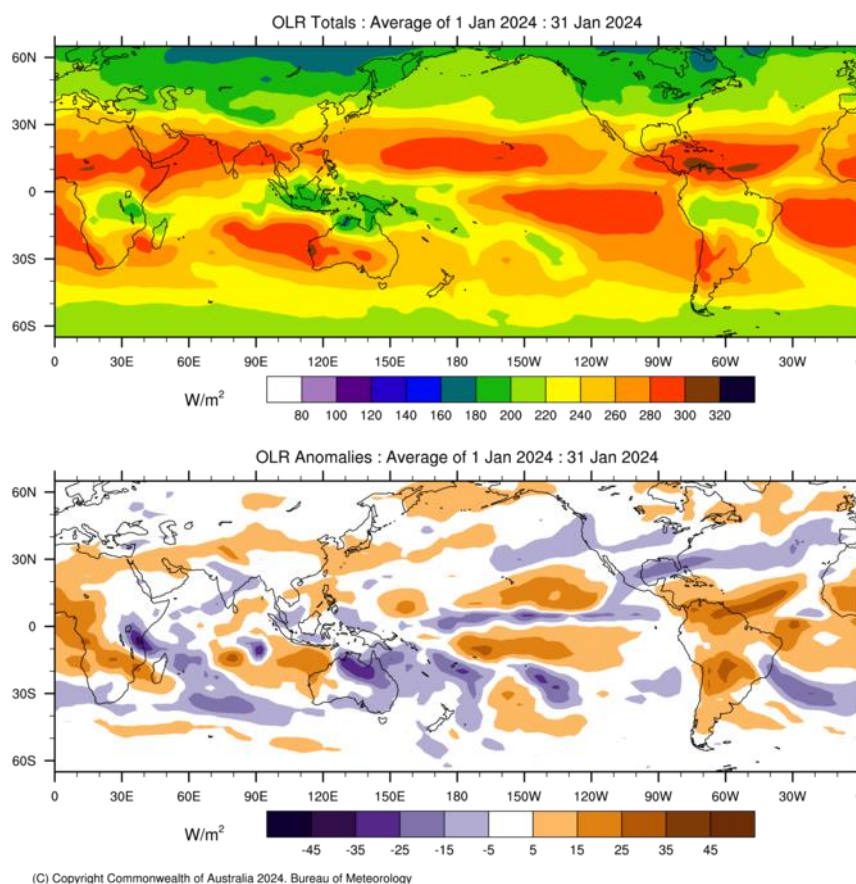 OLR Totals : Average of 1 Jan 2024 : 31 Jan 2024
60N
30N
0
30S
60S
0 30E 60E 90E 120E 150E 180 150W 120W 90W 60W 30W
W/m²
80 100 120 140 160 180 200 220 240 260 280 300 320
OLR Anomalies : Average of 1 Jan 2024 : 31 Jan 2024
60N
30N
0
30S
60S
0 30E 60E 90E 120E 150E 180 150W 120W 90W 60W 30W
W/m²
-45 -35 -25 -15 -5 5 15 25 35 45
(C) Copyright Commonwealth of Australia 2024. Bureau of Meteorology